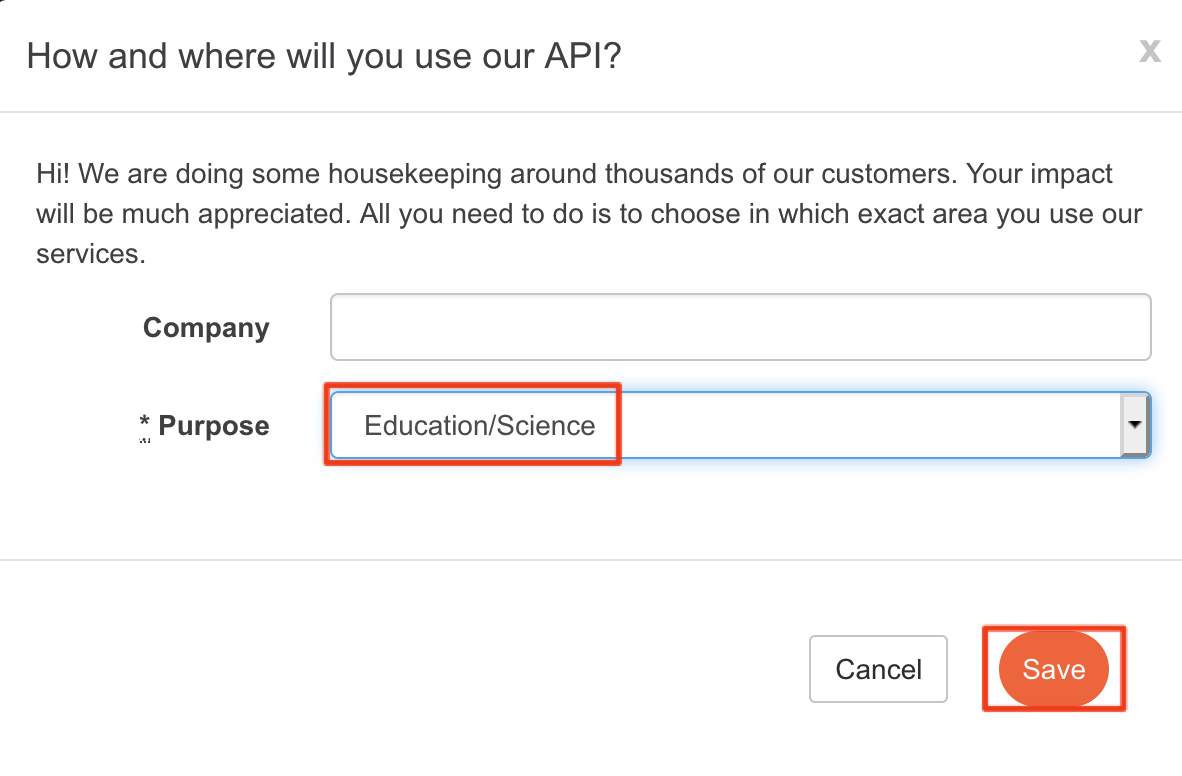 How and where will you use our API?
x
Hi! We are doing some housekeeping around thousands of our customers. Your impact
will be much appreciated. All you need to do is to choose in which exact area you use our
services.
Company
* Purpose
Education/Science
Cancel
Save